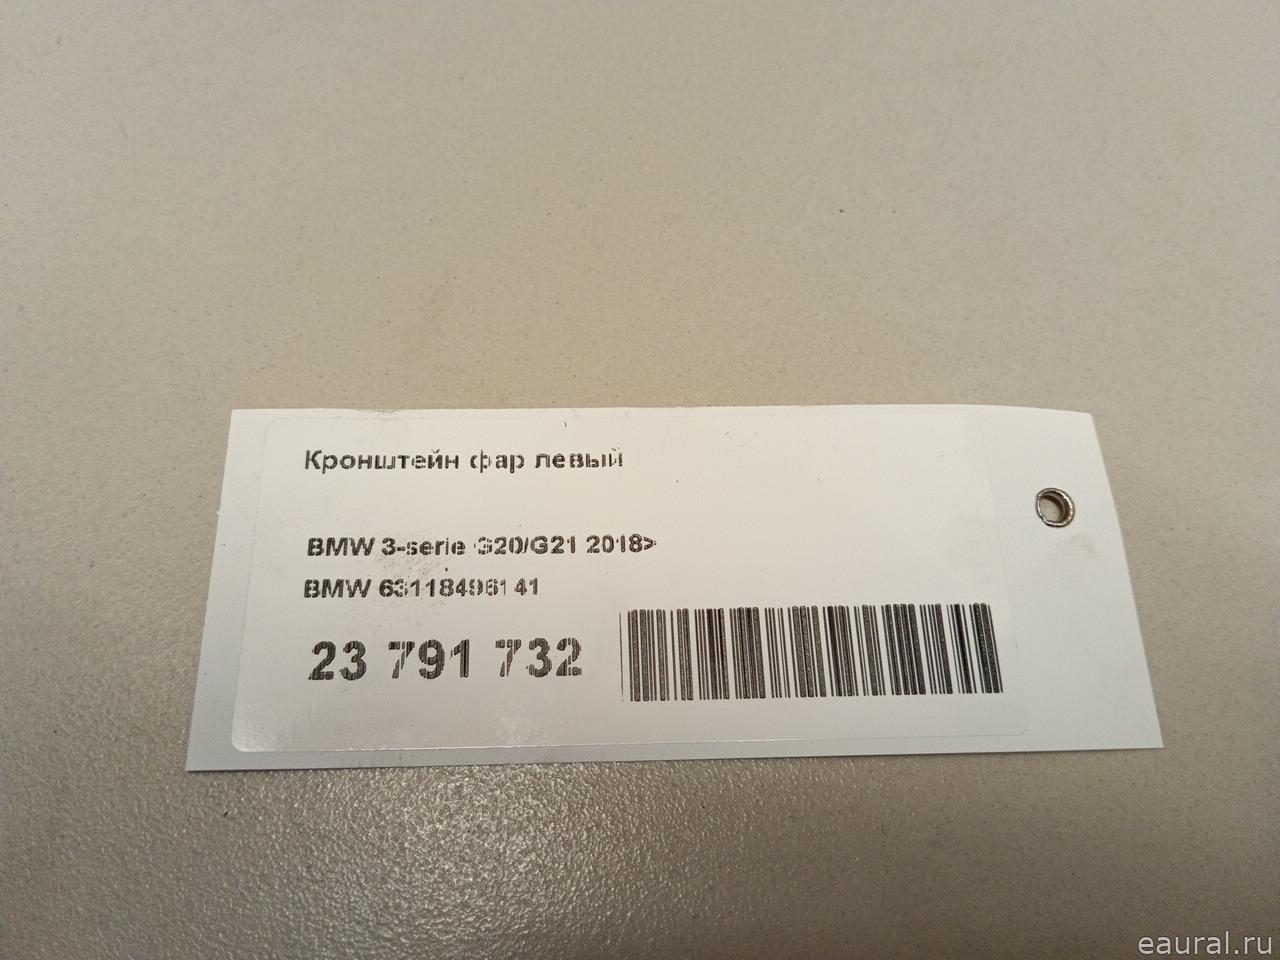 Кронштейн фар левый
BMW 3-serie G20/G21 2018>
BMW 63118496141
23 791 732
eaural.ru